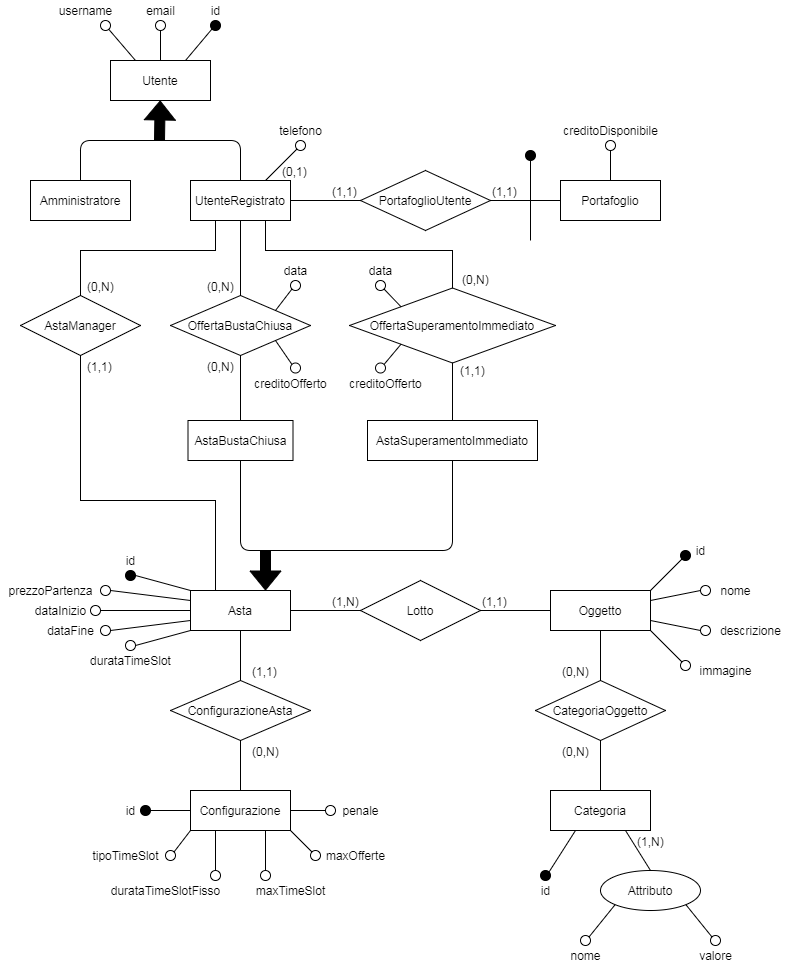 username
email
id
Utente
telefono
creditoDisponibile
(0,1)
Amministratore
UtenteRegistrato
(1,1)
PortafoglioUtente
(1,1)
Portafoglio
(0,N)
(0,N)
data
data
(0,N)
AstaManager
OffertaBustaChiusa
OffertaSuperamentoImmediato
(1,1)
(0,N)
creditoOfferto
creditoOfferto
(1,1)
AstaBustaChiusa
AstaSuperamentoImmediato
id
id
prezzoPartenza
nome
dataInizio
Asta
(1,N)
Lotto
(1,1)
Oggetto
dataFine
descrizione
durataTimeSlot
immagine
(1,1)
(0,N)
ConfigurazioneAsta
CategoriaOggetto
(0,N)
(0,N)
id
Configurazione
penale
Categoria
tipoTimeSlot
maxOfferte
(1,N)
durataTimeSlotFisso
maxTimeSlot
id
Attributo
nome
valore